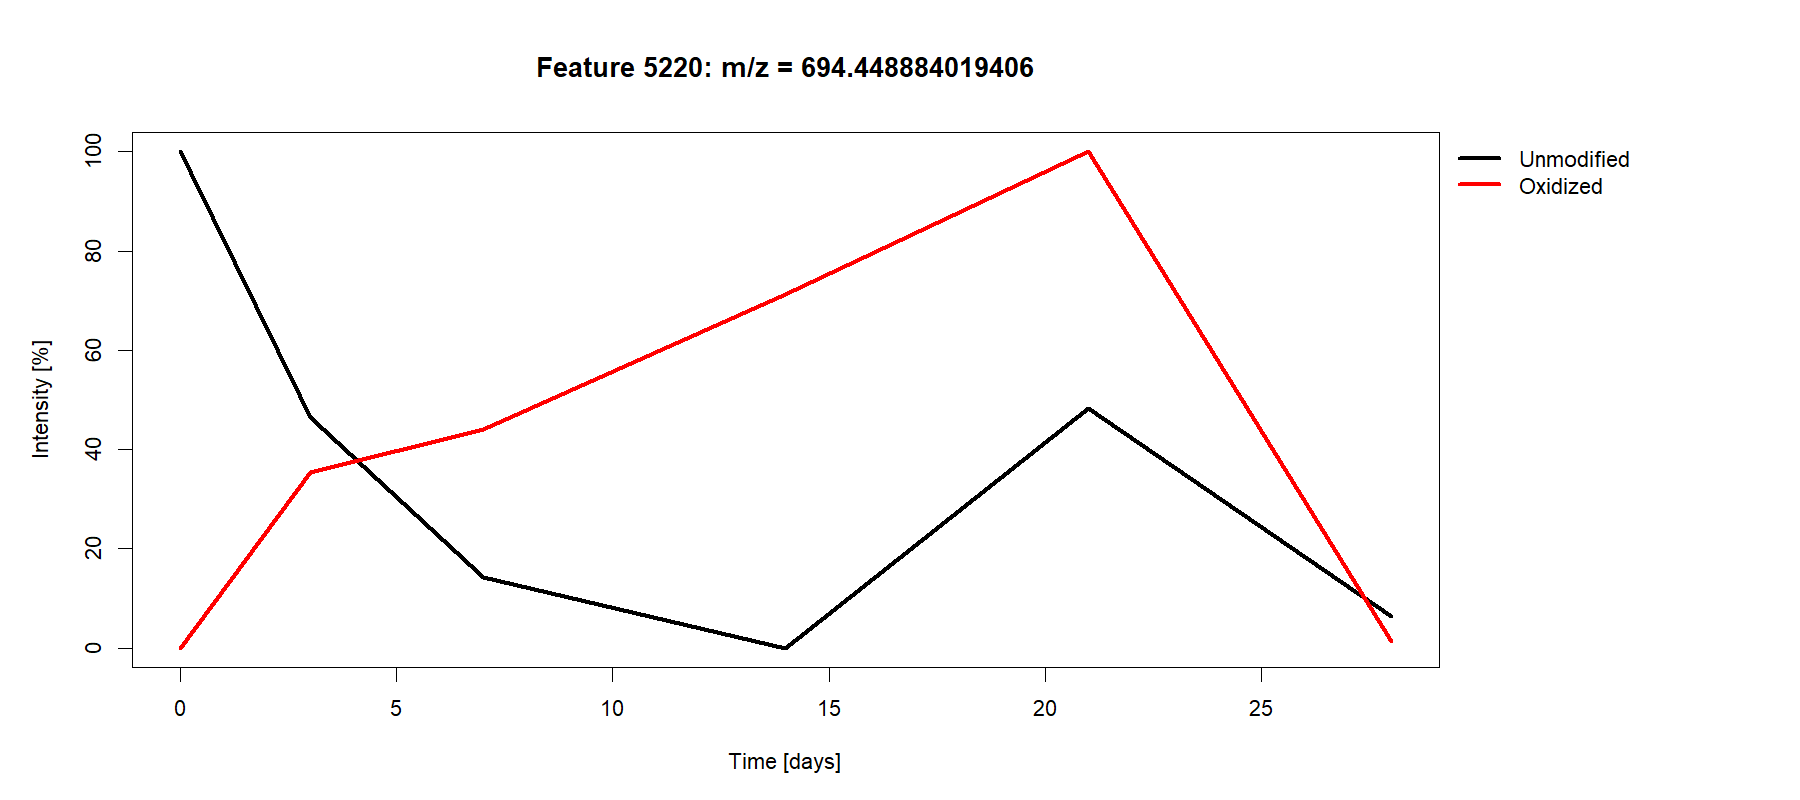 Feature 5220: m/z = 694.448884019406
Unmodified
Oxidized
Intensity [%]
100
80
60
40
20
0
0 5 10 15 20 25
Time [days]